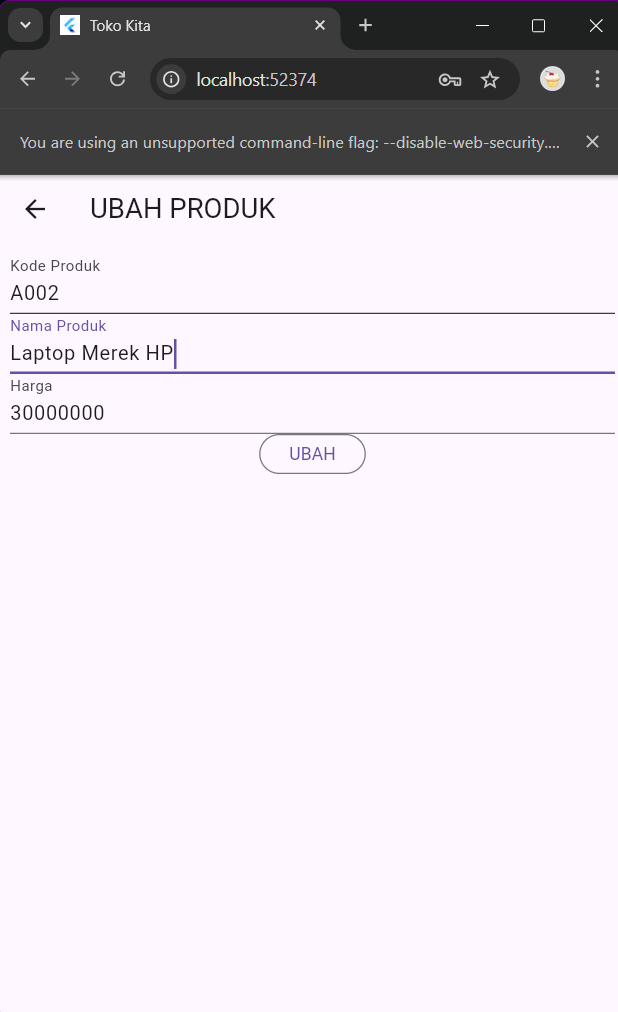 Toko Kita
localhost:52374
You are using an unsupported command-line flag: --disable-web-security....
UBAH PRODUK
Kode Produk
A002
Nama Produk
Laptop Merek HP
Harga
30000000
UBAH